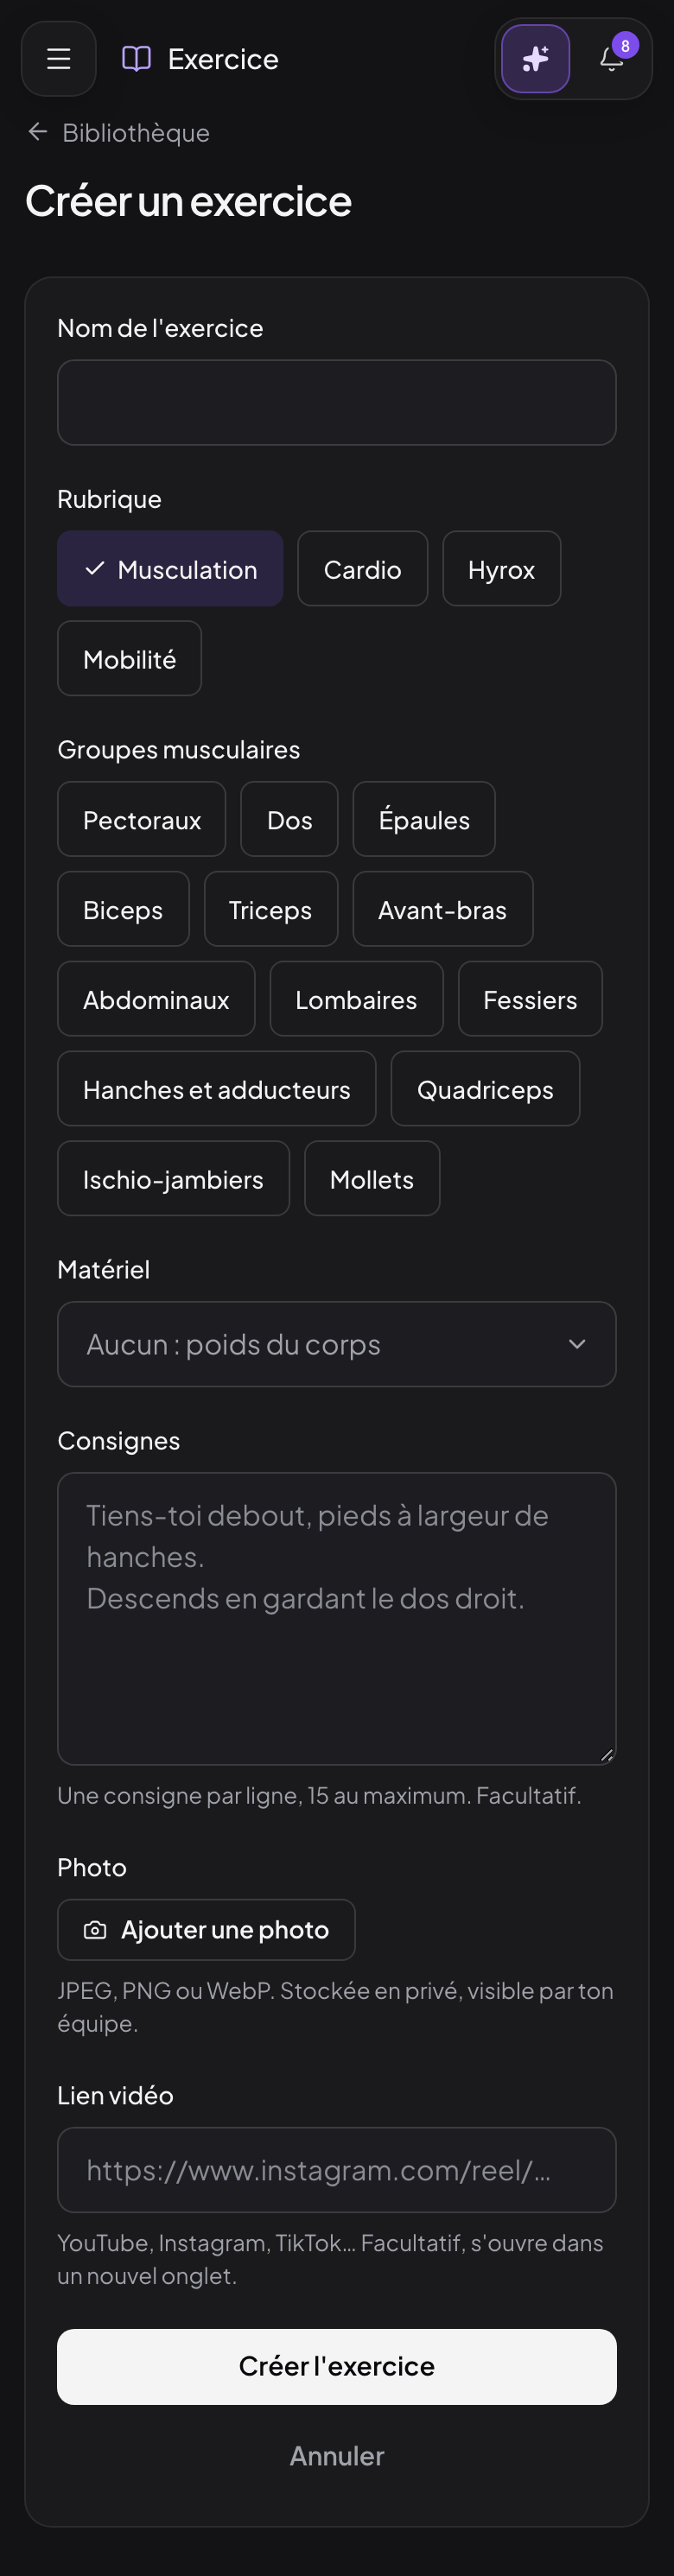 Exercice
8
Bibliothèque
Créer un exercice
Nom de l'exercice
Rubrique
Musculation Cardio Hyrox
Mobilité
Groupes musculaires
Pectoraux Dos Épaules
Biceps Triceps Avant-bras
Abdominaux Lombaires Fessiers
Hanches et adducteurs Quadriceps
Ischio-jambiers Mollets
Matériel
Aucun : poids du corps
Consignes
Tiens-toi debout, pieds à largeur de
hanches.
Descends en gardant le dos droit.
Une consigne par ligne, 15 au maximum. Facultatif.
Photo
Ajouter une photo
JPEG, PNG ou WebP. Stockée en privé, visible par ton
équipe.
Lien vidéo
https://www.instagram.com/reel/…
YouTube, Instagram, TikTok… Facultatif, s'ouvre dans
un nouvel onglet.
Créer l'exercice
Annuler